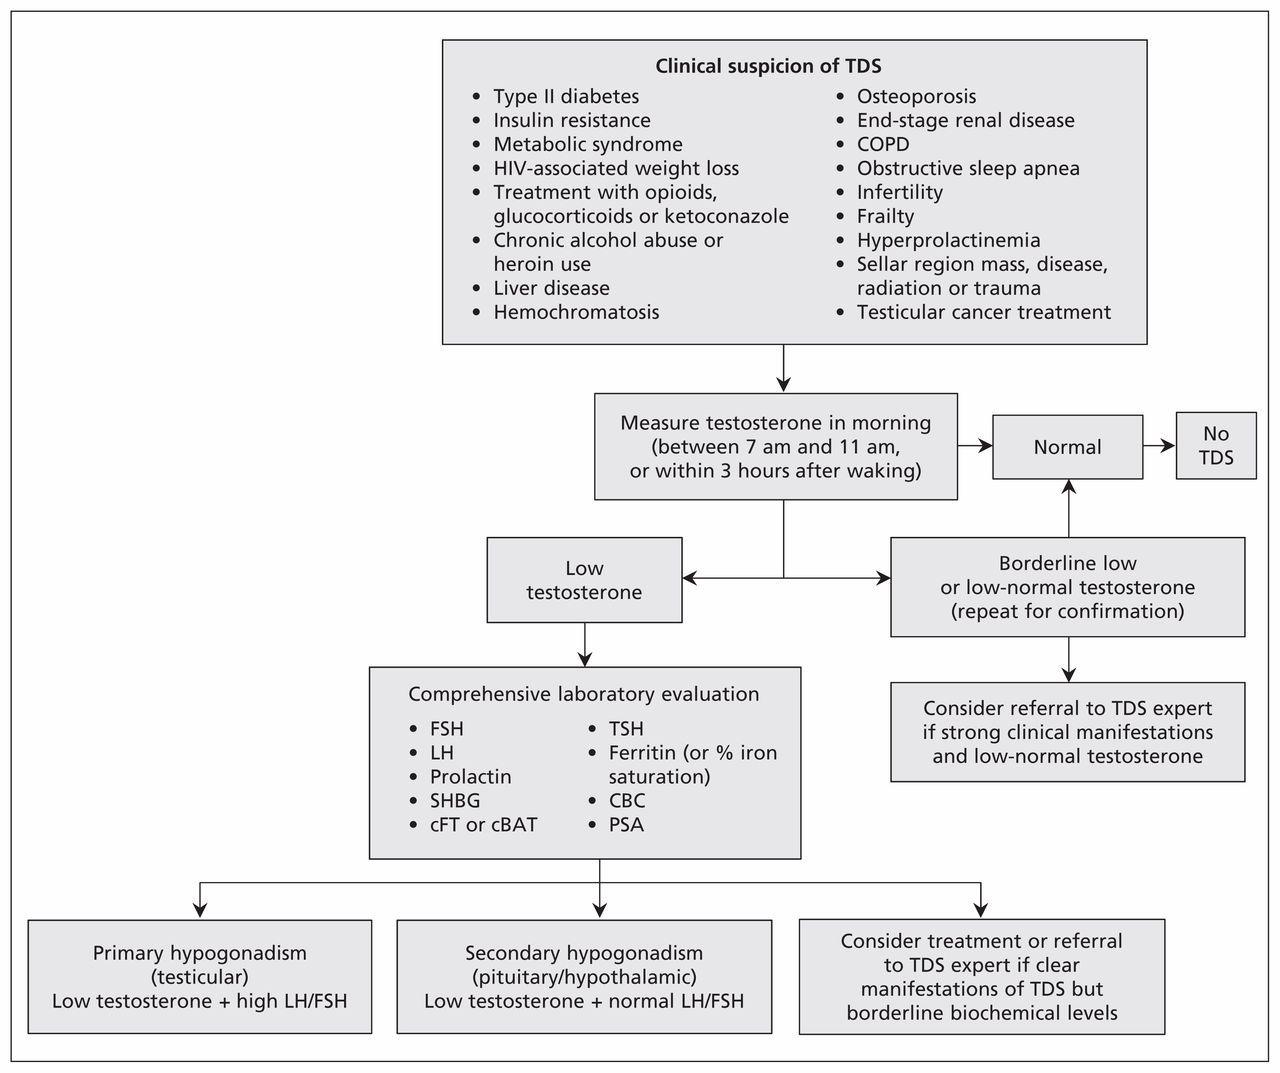 Clinical suspicion of TDS
• Type II diabetes
• Insulin resistance
• Metabolic syndrome
• HIV-associated weight loss
• Treatment with opioids,
glucocorticoids or ketoconazole
• Chronic alcohol abuse or
heroin use
• Liver disease
• Hemochromatosis
• Osteoporosis
• End-stage renal disease
• COPD
• Obstructive sleep apnea
• Infertility
• Frailty
• Hyperprolactinemia
• Sellar region mass, disease,
radiation or trauma
• Testicular cancer treatment
Measure testosterone in morning
(between 7 am and 11 am,
or within 3 hours after waking)
Normal
No
TDS
Low
testosterone
Borderline low
or low-normal testosterone
(repeat for confirmation)
Consider referral to TDS expert
if strong clinical manifestations
and low-normal testosterone
Comprehensive laboratory evaluation
• FSH
• LH
• Prolactin
• SHBG
• cFT or cBAT
• TSH
• Ferritin (or % iron
saturation)
• CBC
• PSA
Primary hypogonadism
(testicular)
Low testosterone + high LH/FSH
Secondary hypogonadism
(pituitary/hypothalamic)
Low testosterone + normal LH/FSH
Consider treatment or referral
to TDS expert if clear
manifestations of TDS but
borderline biochemical levels